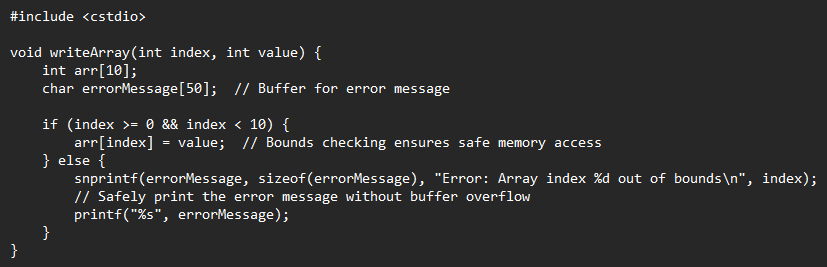 #include <cstdio>
void writeArray(int index, int value) {
    int arr[10];
    char errorMessage[50];  // Buffer for error message
    if (index >= 0 && index < 10) {
        arr[index] = value;  // Bounds checking ensures safe memory access
    } else {
        snprintf(errorMessage, sizeof(errorMessage), "Error: Array index %d out of bounds\n", index);
        // Safely print the error message without buffer overflow
        printf("%s", errorMessage);
    }
}